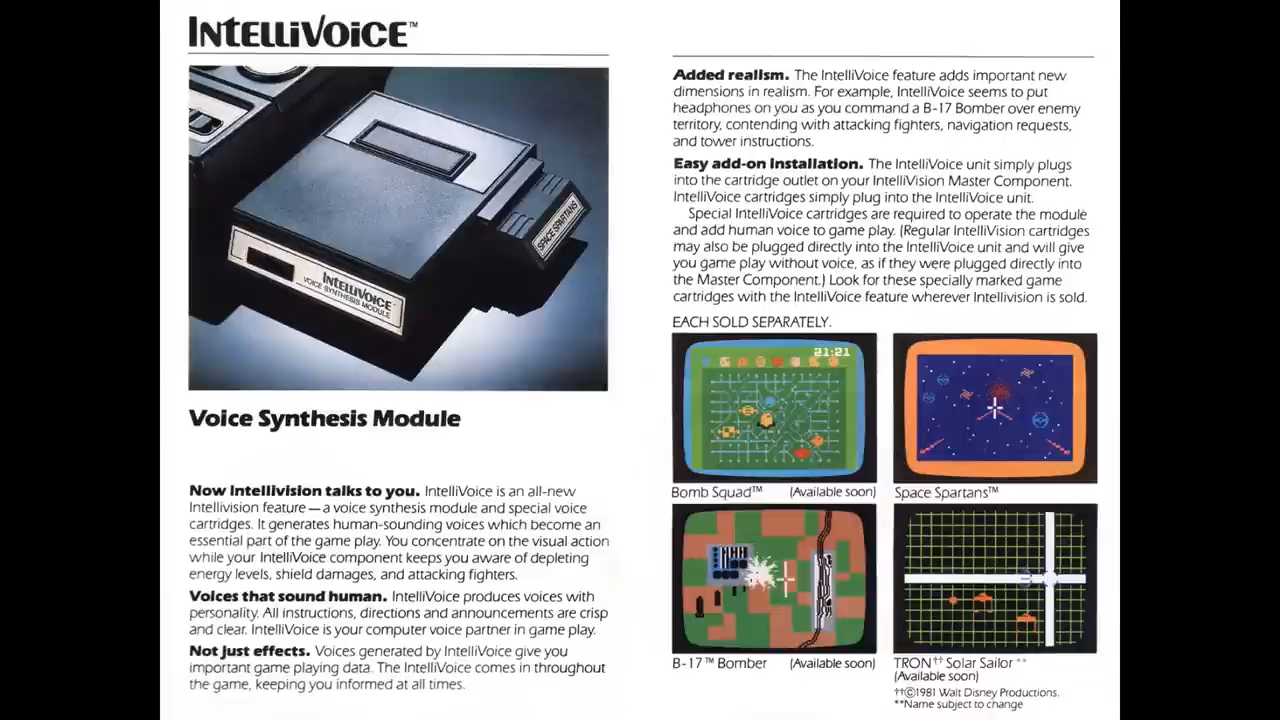 INTELLIVOICE™
SPACE SPARTANS
INTELLIVOICE™
VOICE SYNTHESIS MODULE
Voice Synthesis Module
Now Intellivision talks to you. IntelliVoice is an all-new
Intellivision feature — a voice synthesis module and special voice
cartridges. It generates human-sounding voices which become an
essential part of the game play. You concentrate on the visual action
while your IntelliVoice component keeps you aware of depleting
energy levels, shield damages, and attacking fighters.
Voices that sound human. IntelliVoice produces voices with
personality. All instructions, directions and announcements are crisp
and clear. IntelliVoice is your computer voice partner in game play.
Not just effects. Voices generated by IntelliVoice give you
important game playing data. The IntelliVoice comes in throughout
the game, keeping you informed at all times.
Added realism. The IntelliVoice feature adds important new
dimensions in realism. For example, IntelliVoice seems to put
headphones on you as you command a B-17 Bomber over enemy
territory, contending with attacking fighters, navigation requests,
and tower instructions.
Easy add-on installation. The IntelliVoice unit simply plugs
into the cartridge outlet on your IntelliVision Master Component.
IntelliVoice cartridges simply plug into the IntelliVoice unit.
Special IntelliVoice cartridges are required to operate the module
and add human voice to game play. (Regular IntelliVision cartridges
may also be plugged directly into the IntelliVoice unit and will give
you game play without voice, as if they were plugged directly into
the Master Component.) Look for these specially marked game
cartridges with the IntelliVoice feature wherever Intellivision is sold.
EACH SOLD SEPARATELY.
21:21
Bomb Squad™ (Available soon)
Space Spartans™
B-17™ Bomber (Available soon)
TRON†† Solar Sailor**
(Available soon)
††©1981 Walt Disney Productions.
**Name subject to change